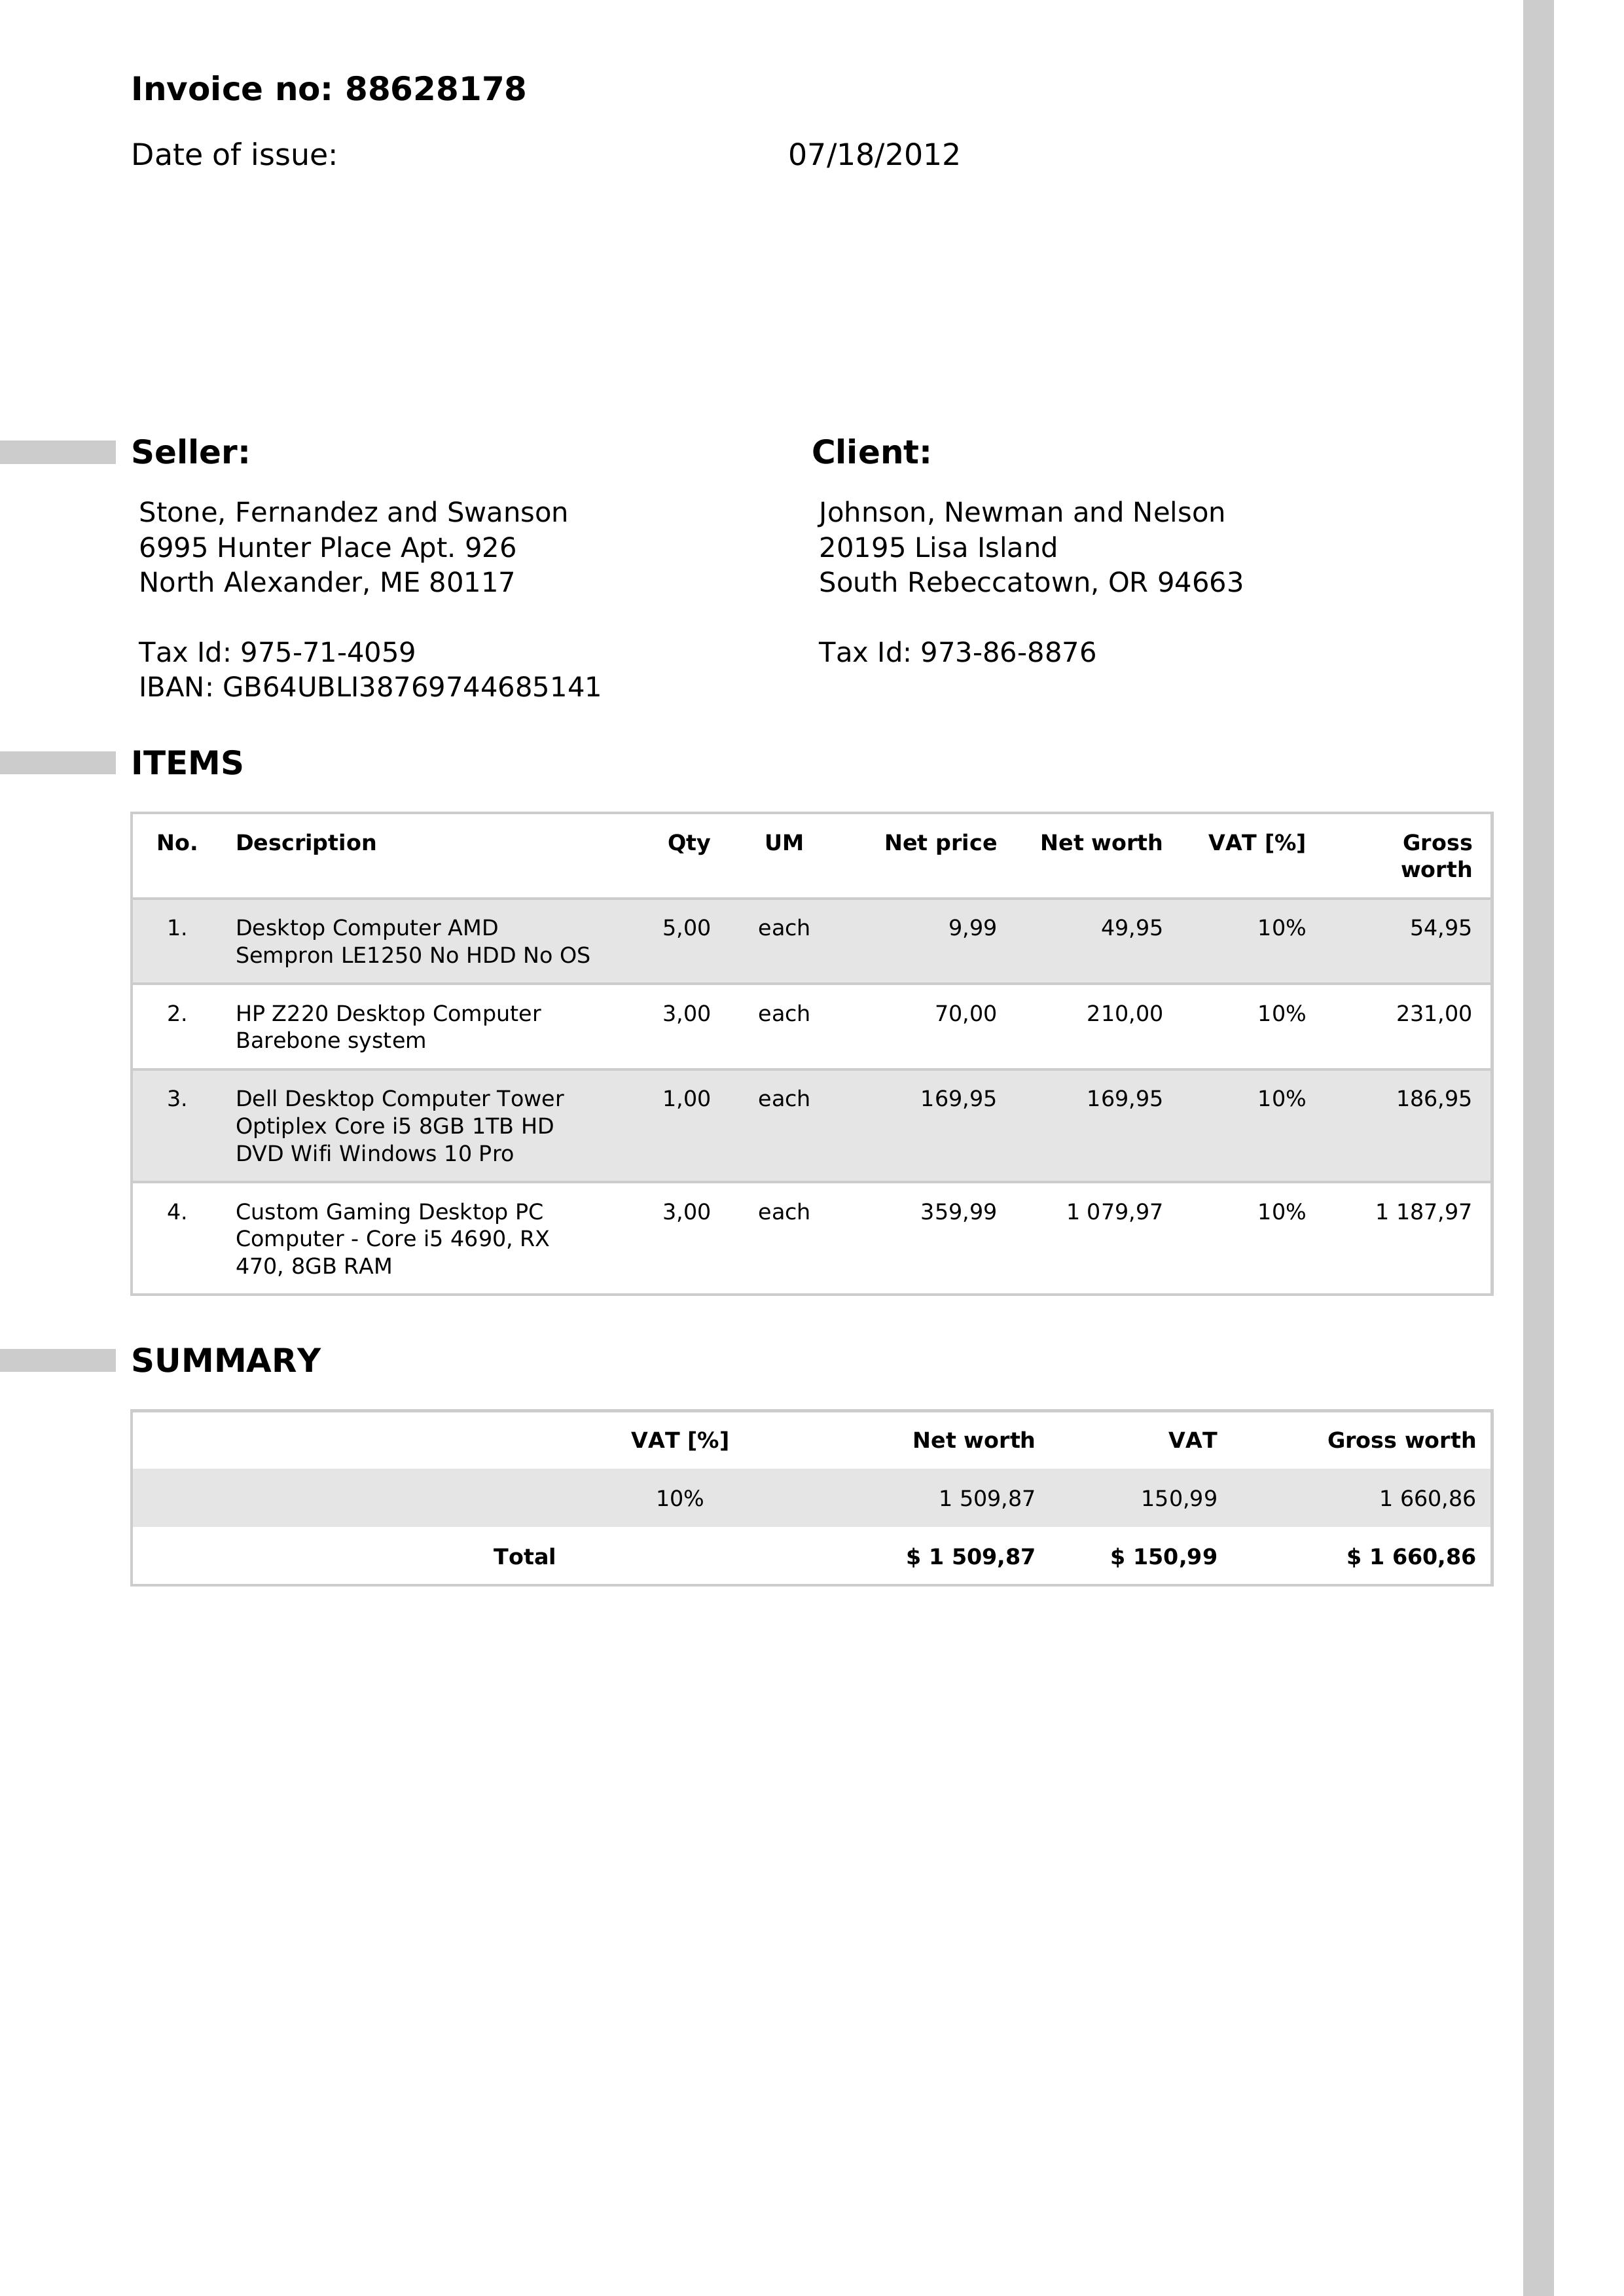 Invoice no: 88628178
Date of issue: 07/18/2012
Seller: Client:
Stone, Fernandez and Swanson Johnson, Newman and Nelson
6995 Hunter Place Apt. 926 20195 Lisa Island
North Alexander, ME 80117 South Rebeccatown, OR 94663
Tax Id: 975-71-4059 Tax Id: 973-86-8876
IBAN: GB64UBLI38769744685141
ITEMS
No. Description Qty UM Net price Net worth VAT [%] Gross
worth
1. Desktop Computer AMD 5,00 each 9,99 49,95 10% 54,95
Sempron LE1250 No HDD No OS
2. HP Z220 Desktop Computer 3,00 each 70,00 210,00 10% 231,00
Barebone system
3. Dell Desktop Computer Tower 1,00 each 169,95 169,95 10% 186,95
Optiplex Core i5 8GB 1TB HD
DVD Wifi Windows 10 Pro
4. Custom Gaming Desktop PC 3,00 each 359,99 1 079,97 10% 1 187,97
Computer - Core i5 4690, RX
470, 8GB RAM
SUMMARY
VAT [%] Net worth VAT Gross worth
10% 1 509,87 150,99 1 660,86
Total $ 1 509,87 $ 150,99 $ 1 660,86